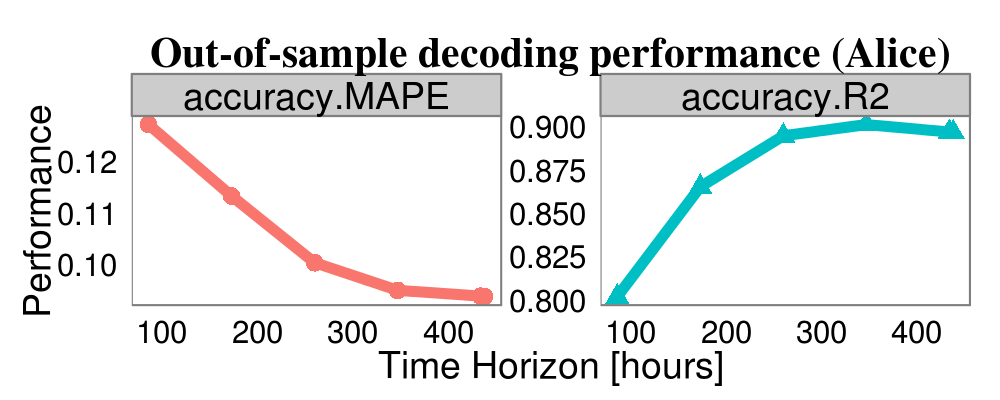 Out-of-sample decoding performance (Alice)
accuracy.MAPE
accuracy.R2
Performance
0.12
0.11
0.10
0.900
0.875
0.850
0.825
0.800
100 200 300 400
100 200 300 400
Time Horizon [hours]